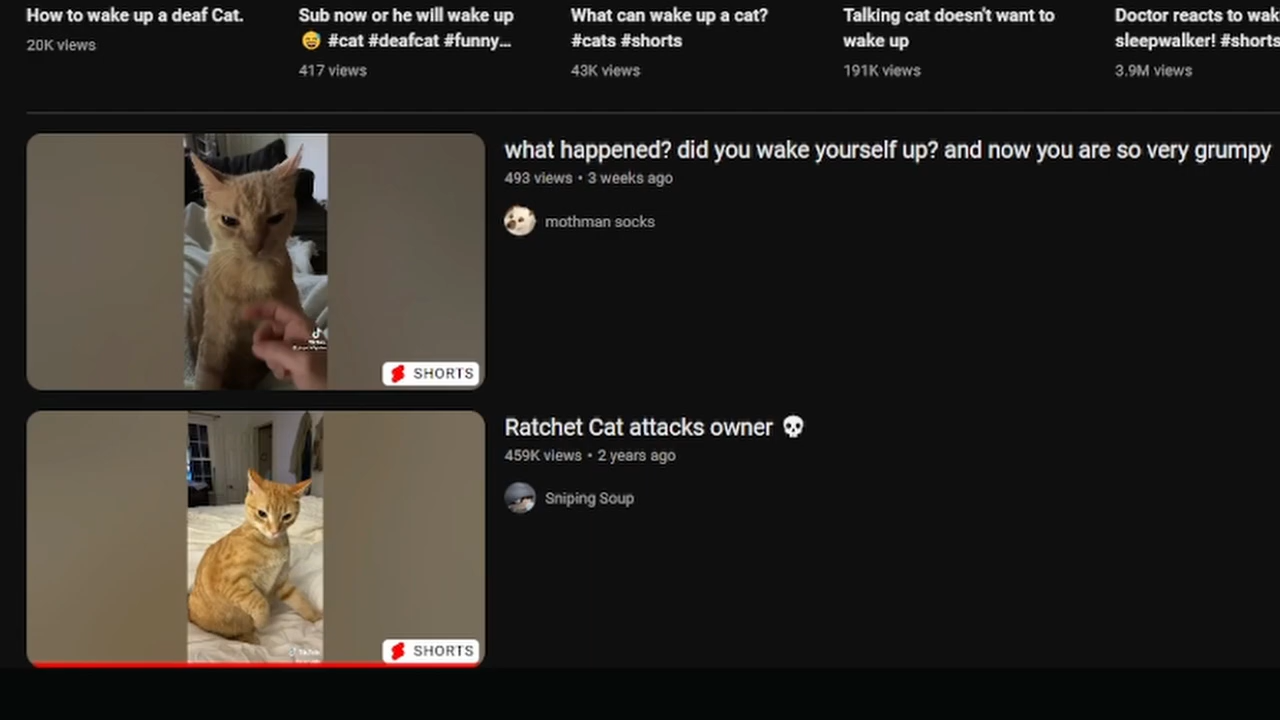 How to wake up a deaf Cat.
20K views
Sub now or he will wake up
😅 #cat #deafcat #funny...
417 views
What can wake up a cat?
#cats #shorts
43K views
Talking cat doesn't want to
wake up
191K views
Doctor reacts to wak
sleepwalker! #shorts
3.9M views
what happened? did you wake yourself up? and now you are so very grumpy
493 views • 3 weeks ago
mothman socks
SHORTS
Ratchet Cat attacks owner 💀
459K views • 2 years ago
Sniping Soup
SHORTS